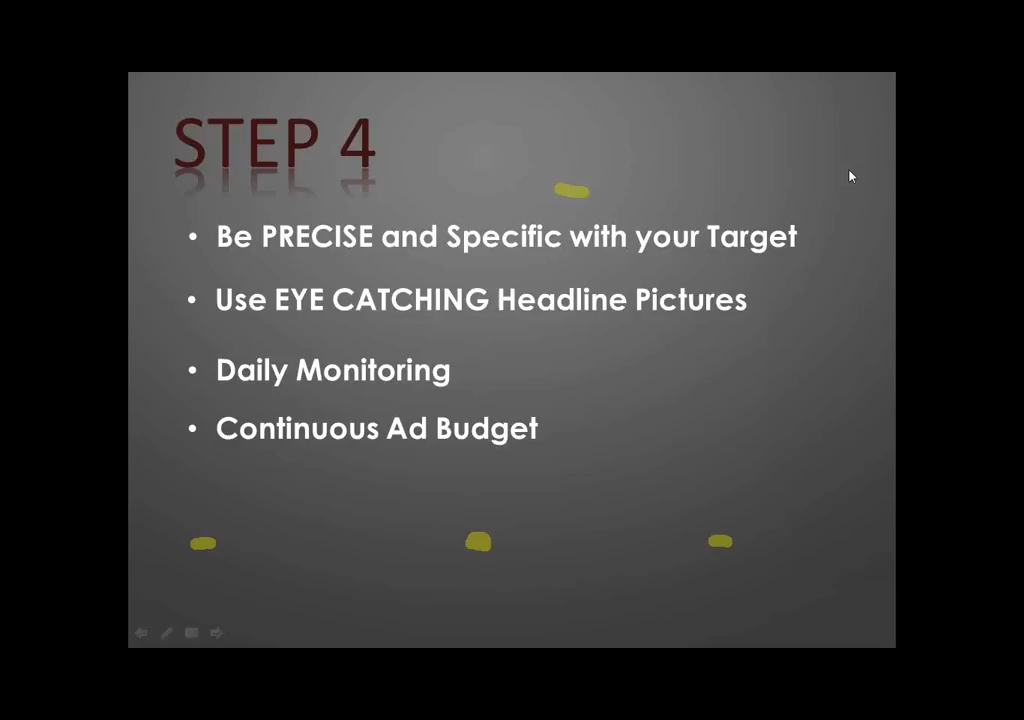 STEP 4
• Be PRECISE and Specific with your Target
• Use EYE CATCHING Headline Pictures
• Daily Monitoring
• Continuous Ad Budget